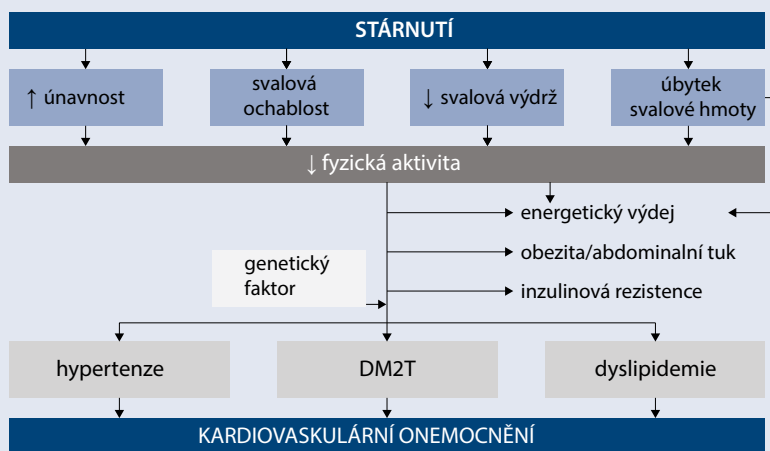 STÁRNUTÍ
↑ únavnost
svalová
ochablost
↓ svalová výdrž
úbytek
svalové hmoty
↓ fyzická aktivita
energetický výdej
obezita/abdominalní tuk
genetický
faktor
inzulinová rezistence
hypertenze
DM2T
dyslipidemie
KARDIOVASKULÁRNÍ ONEMOCNĚNÍ